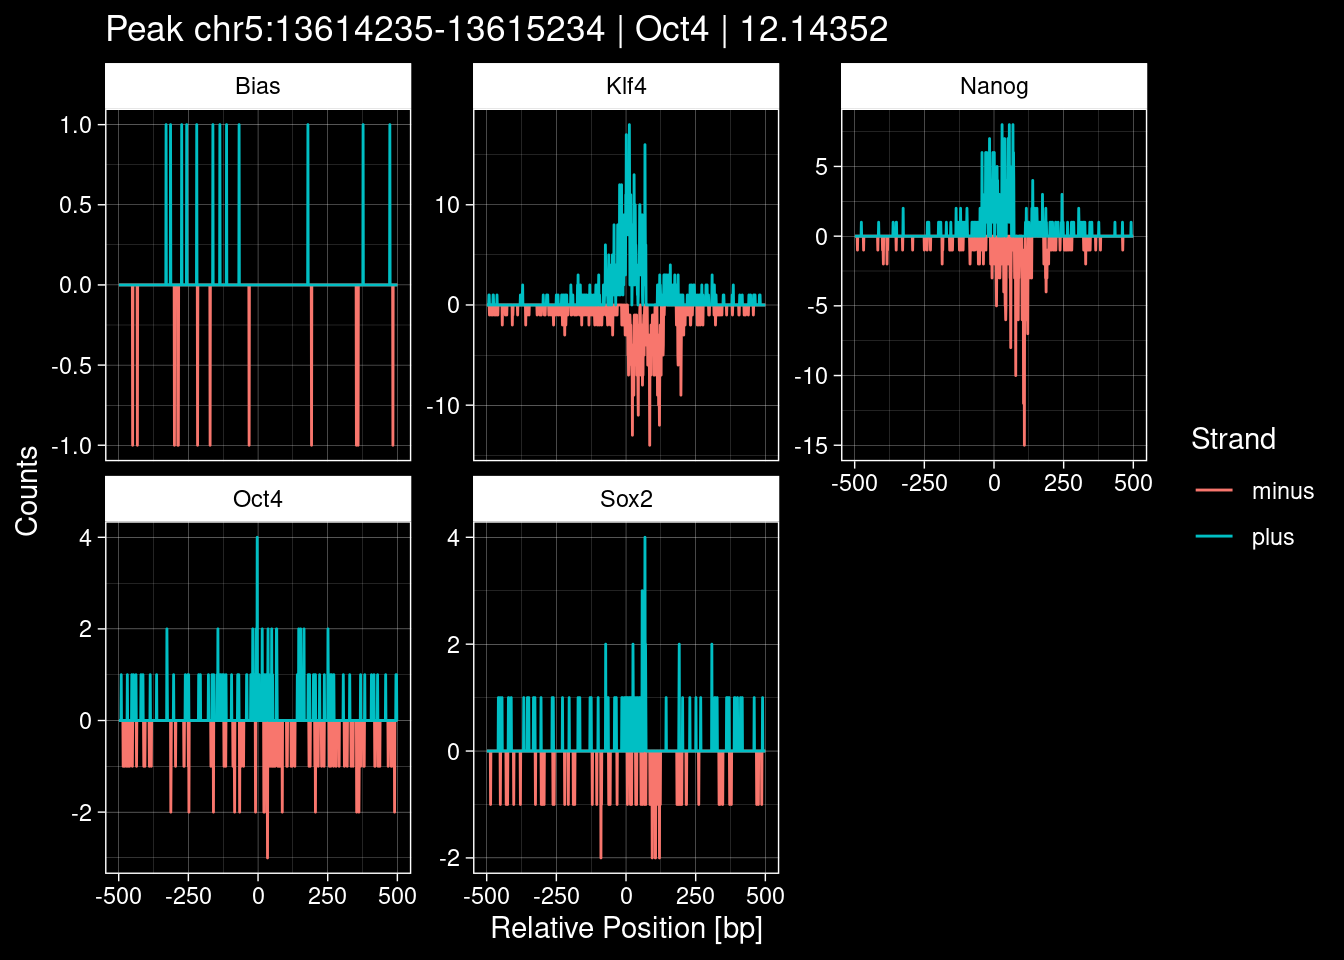 Peak chr5:13614235-13615234 | Oct4 | 12.14352
Bias
Klf4
Nanog
1.0
0.5
0.0
-0.5
-1.0
10
0
-10
5
0
-5
-10
-15
-500 -250 0 250 500
Counts
Oct4
Sox2
4
2
0
-2
4
2
0
-2
-500 -250 0 250 500
-500 -250 0 250 500
Relative Position [bp]
Strand
minus
plus